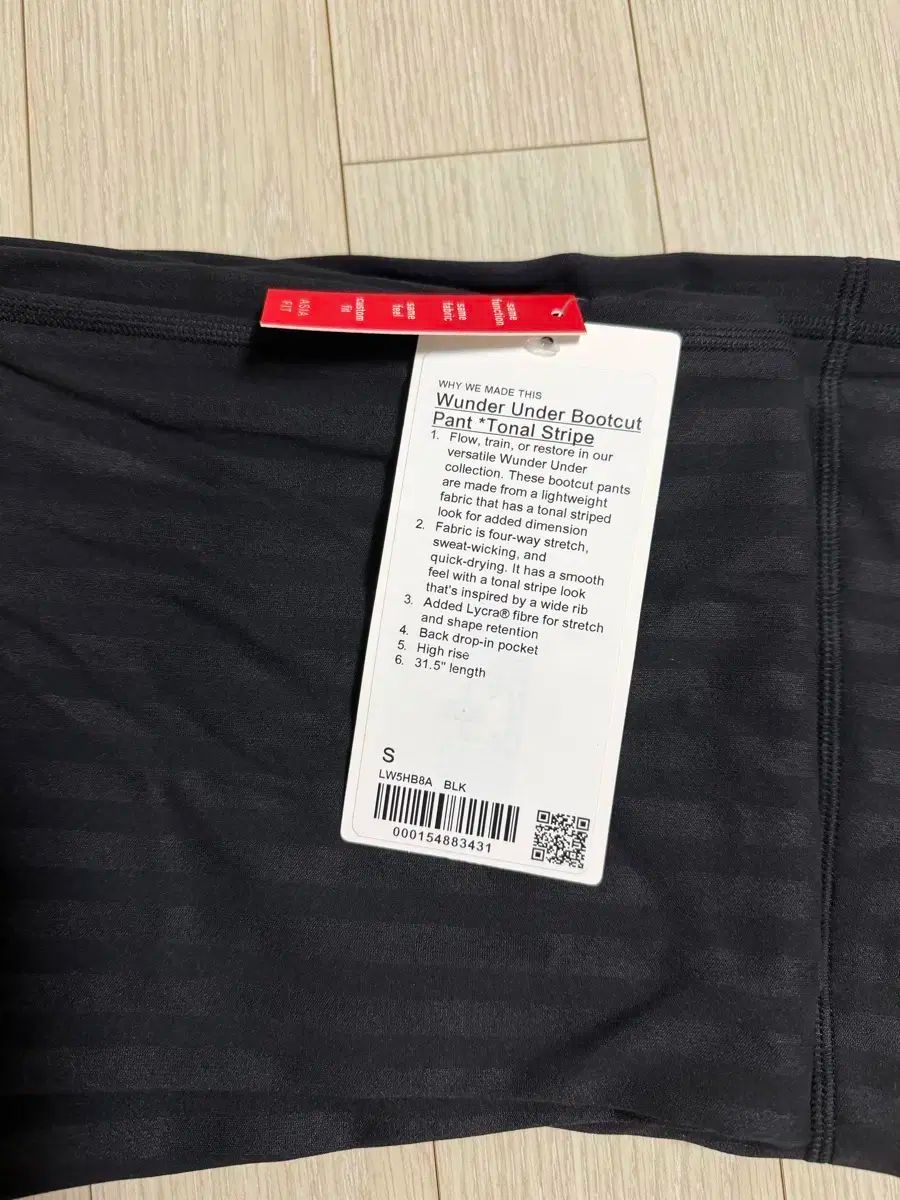 same function
same fabric
same feel
custom fit
ASIA FIT
WHY WE MADE THIS
Wunder Under Bootcut
Pant *Tonal Stripe
1. Flow, train, or restore in our
versatile Wunder Under
collection. These bootcut pants
are made from a lightweight
fabric that has a tonal striped
look for added dimension
2. Fabric is four-way stretch,
sweat-wicking, and
quick-drying. It has a smooth
feel with a tonal stripe look
that's inspired by a wide rib
3. Added Lycra® fibre for stretch
and shape retention
4. Back drop-in pocket
5. High rise
6. 31.5" length
S
LW5HB8A BLK
000154883431